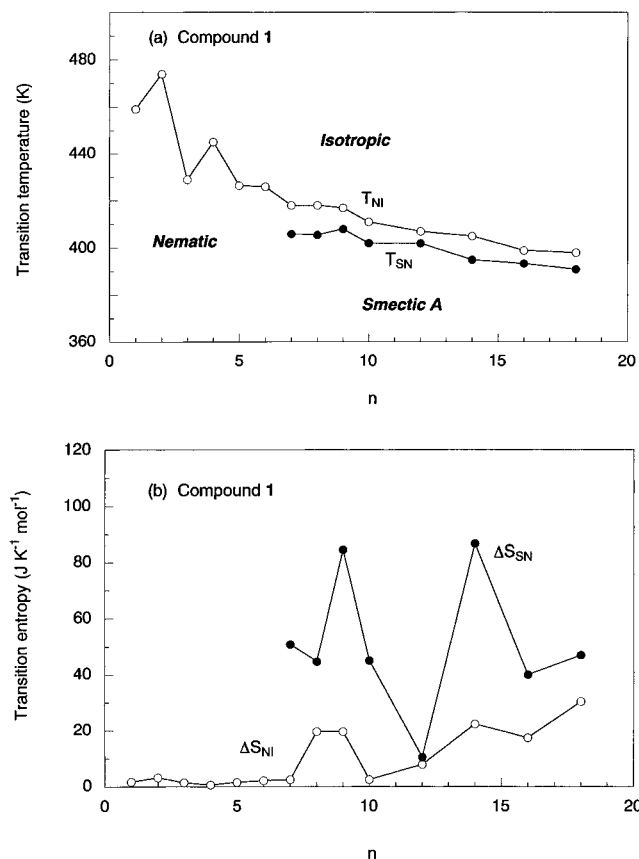 (a) Compound 1
Transition temperature (K)
480
440
400
360
Isotropic
T_NI
Nematic
T_SN
Smectic A
0 5 10 15 20
n
(b) Compound 1
Transition entropy (J K⁻¹ mol⁻¹)
120
100
80
60
40
20
0
ΔS_SN
ΔS_NI
0 5 10 15 20
n